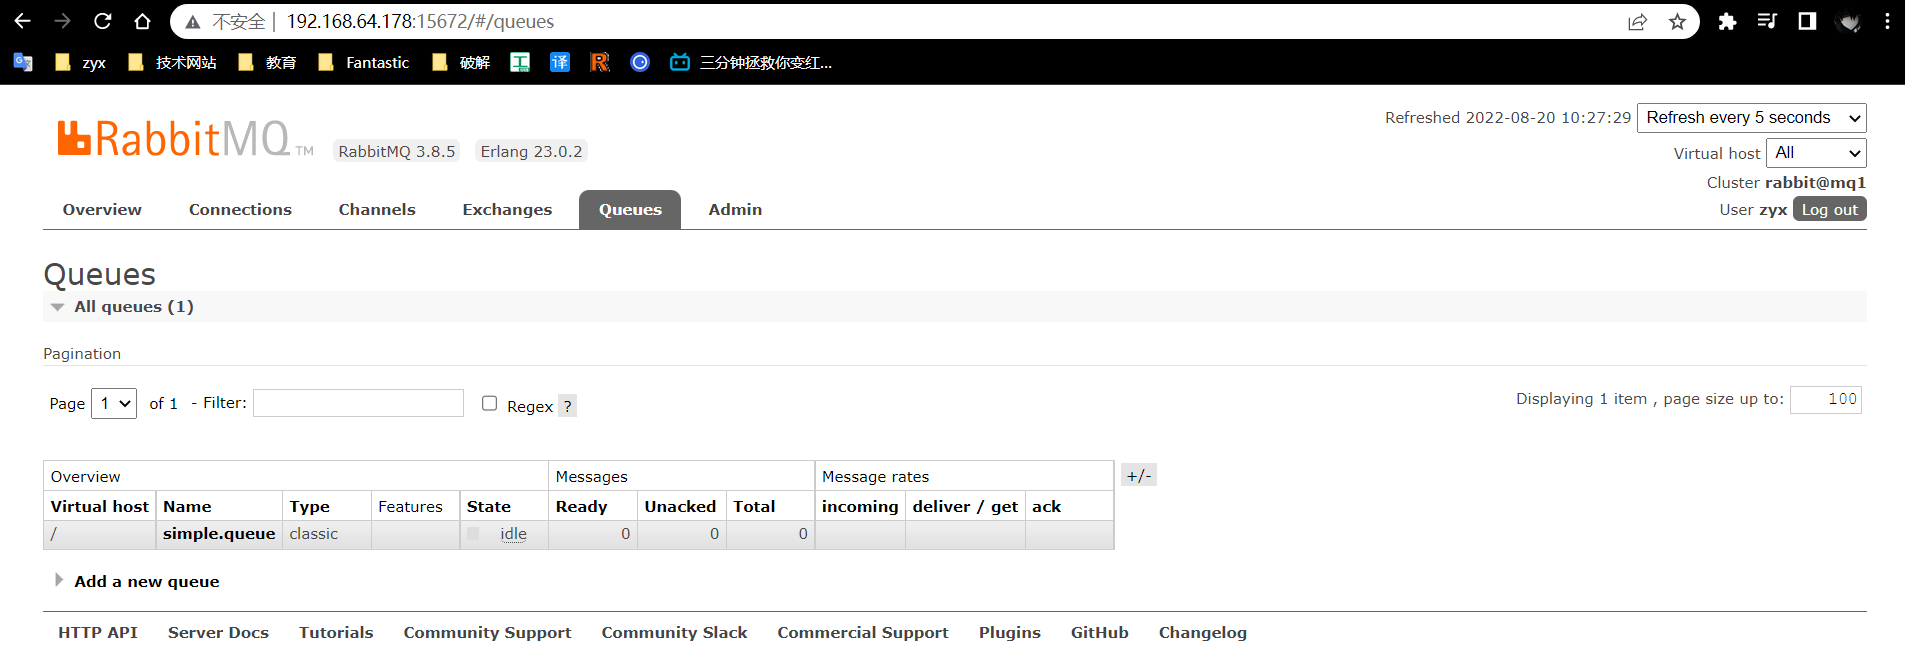 不安全 192.168.64.178:15672/#/queues
zyx 技术网站 教育 Fantastic 破解 工 译 R 三分钟拯救你变红...
Refreshed 2022-08-20 10:27:29 Refresh every 5 seconds
RabbitMQ TM RabbitMQ 3.8.5 Erlang 23.0.2
Virtual host All
Cluster rabbit@mq1
User zyx Log out
Overview Connections Channels Exchanges Queues Admin
Queues
All queues (1)
Pagination
Page 1 of 1 - Filter: Regex ? Displaying 1 item , page size up to: 100
Overview Messages Message rates +/-
Virtual host Name Type Features State Ready Unacked Total incoming deliver / get ack
/ simple.queue classic idle 0 0 0
Add a new queue
HTTP API Server Docs Tutorials Community Support Community Slack Commercial Support Plugins GitHub Changelog